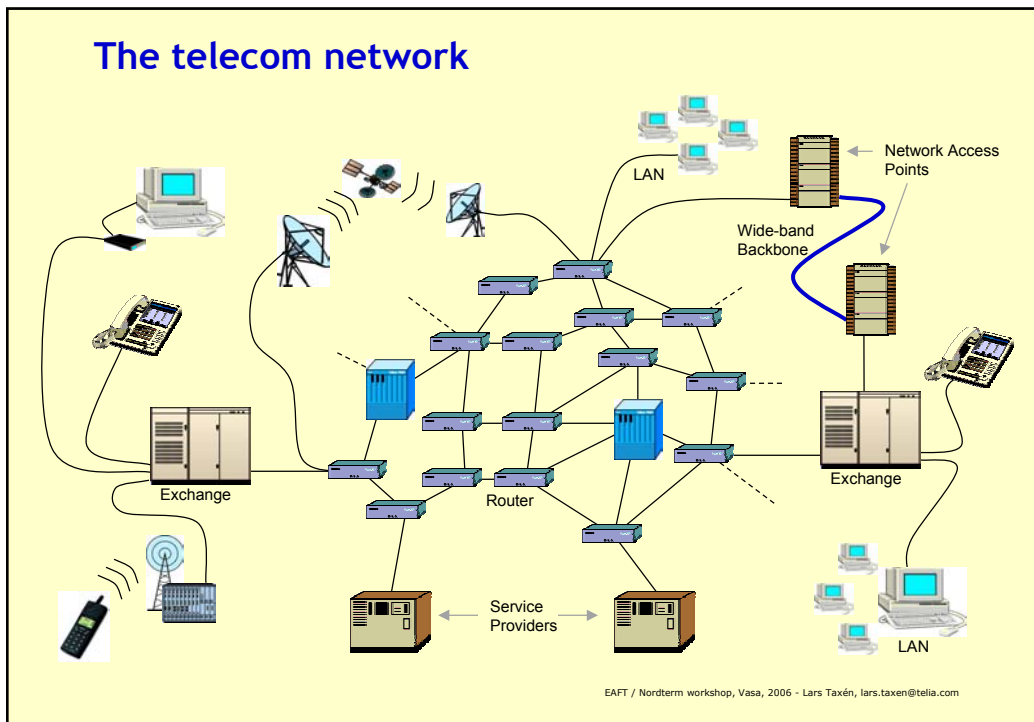 The telecom network
LAN
Network Access
Points
Wide-band
Backbone
Exchange
Router
Exchange
Service
Providers
LAN
EAFT / Nordterm workshop, Vasa, 2006 - Lars Taxén, lars.taxen@telia.com